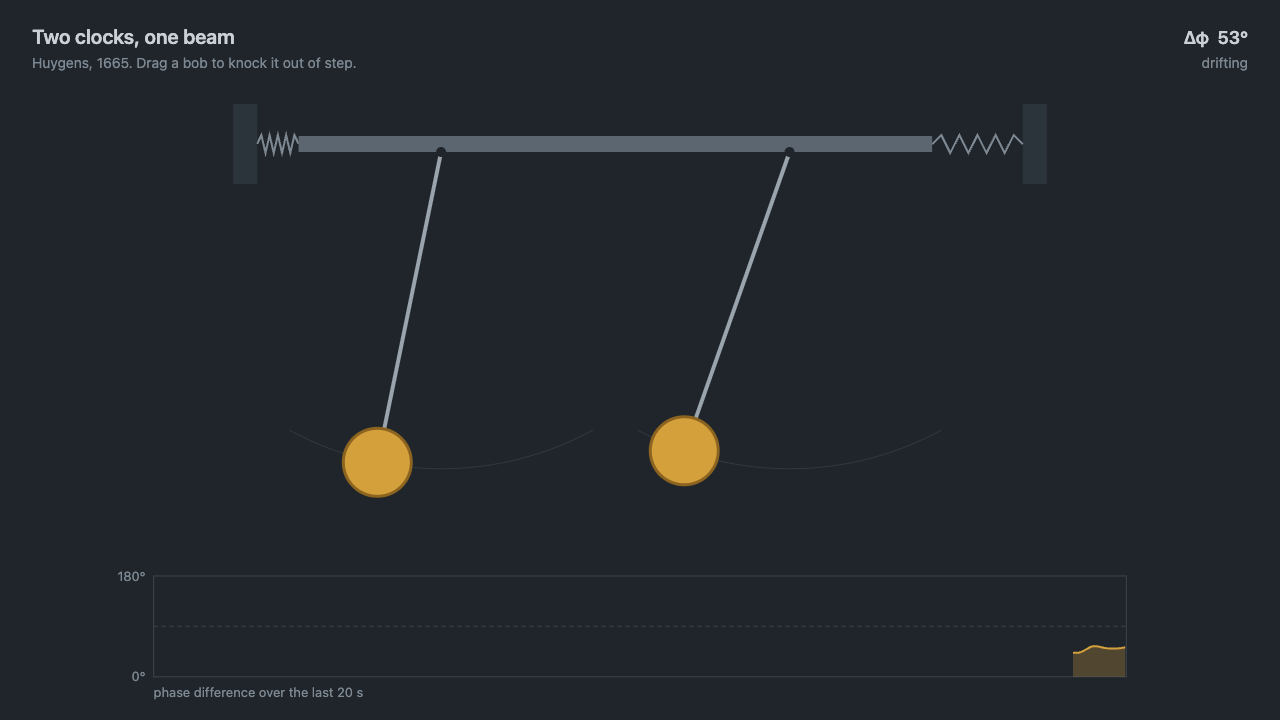 Two clocks, one beam
Huygens, 1665. Drag a bob to knock it out of step.
Δϕ 53°
drifting
180°
0°
phase difference over the last 20 s